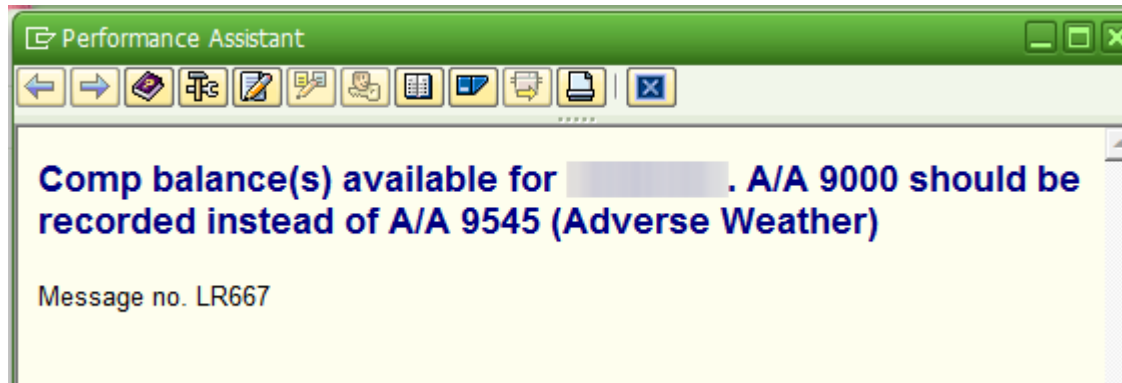 Performance Assistant
Comp balance(s) available for . A/A 9000 should be
recorded instead of A/A 9545 (Adverse Weather)
Message no. LR667